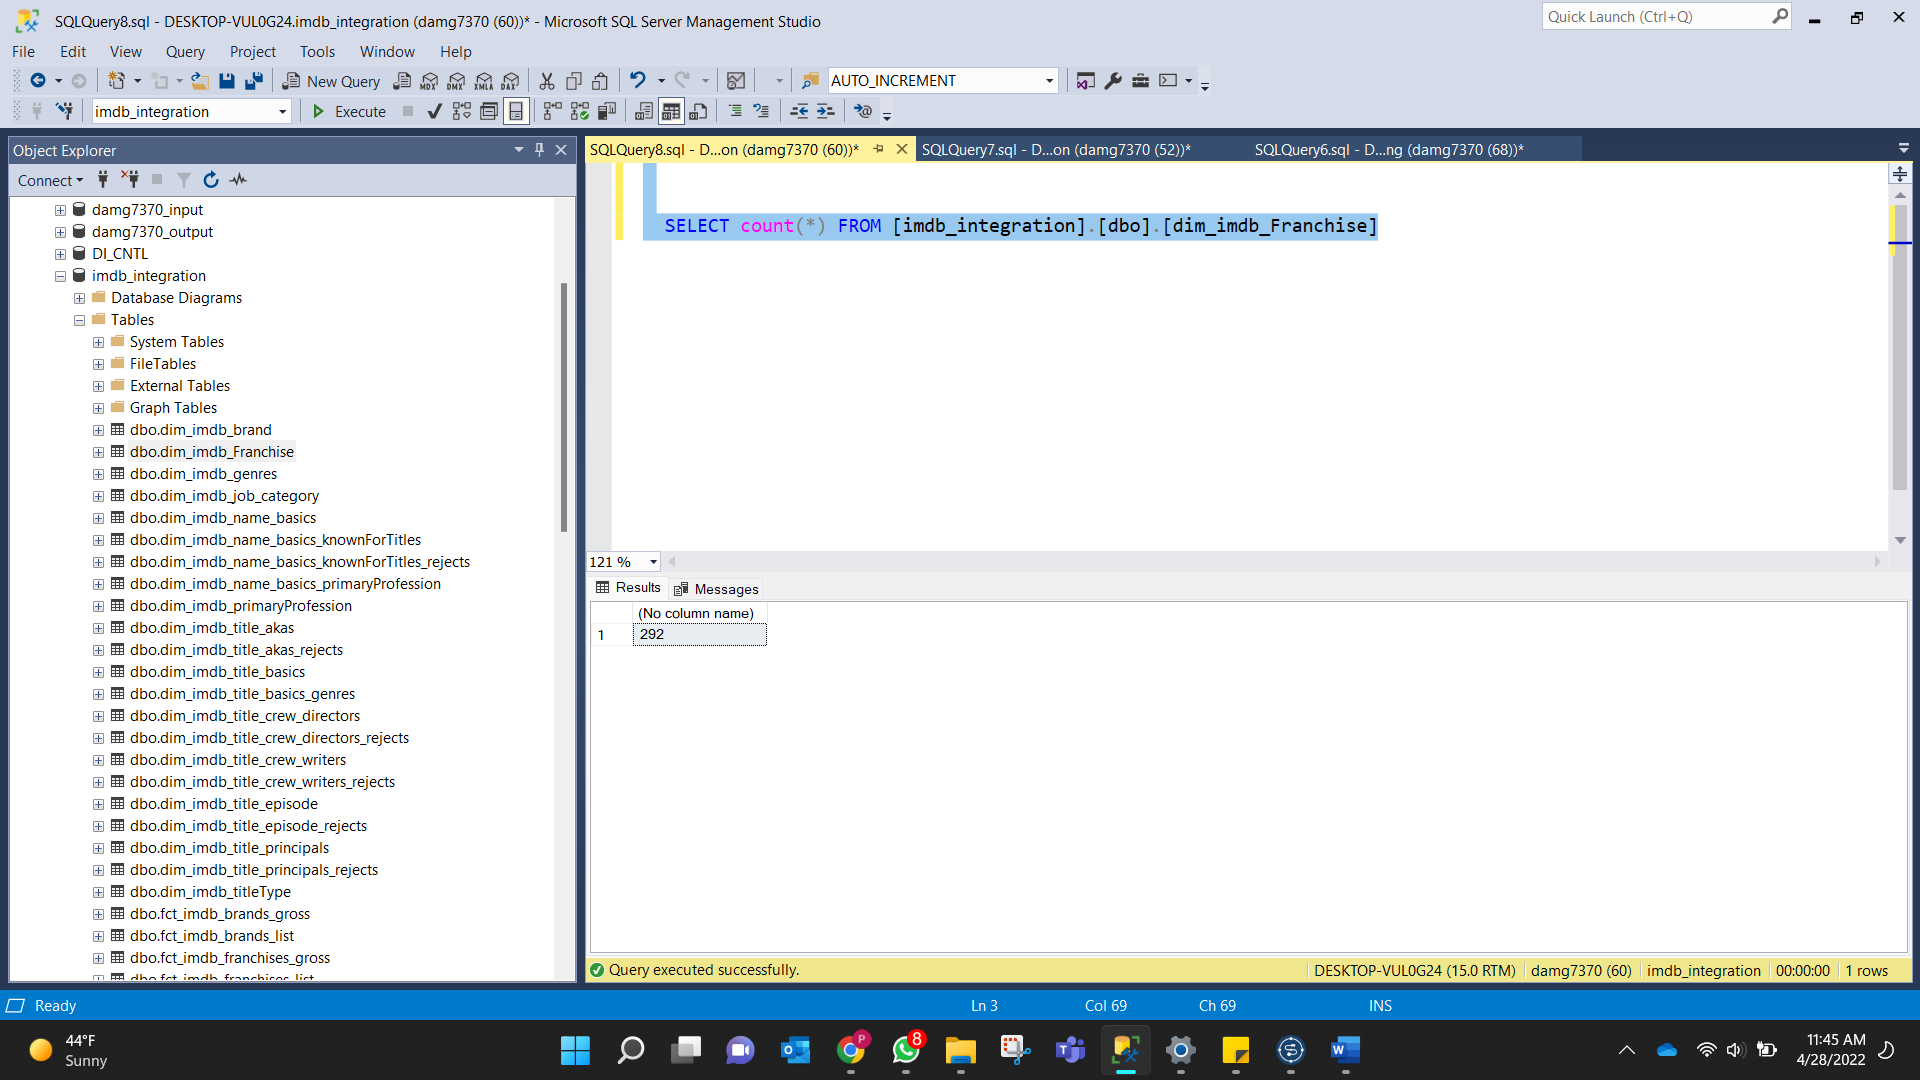 SQLQuery8.sql - DESKTOP-VUL0G24.imdb_integration (damg7370 (60))* - Microsoft SQL Server Management Studio
Quick Launch (Ctrl+Q)
File Edit View Query Project Tools Window Help
New Query MDX DMX XMLA DAX AUTO_INCREMENT
imdb_integration Execute
Object Explorer
Connect
damg7370_input
damg7370_output
DI_CNTL
imdb_integration
Database Diagrams
Tables
System Tables
FileTables
External Tables
Graph Tables
dbo.dim_imdb_brand
dbo.dim_imdb_Franchise
dbo.dim_imdb_genres
dbo.dim_imdb_job_category
dbo.dim_imdb_name_basics
dbo.dim_imdb_name_basics_knownForTitles
dbo.dim_imdb_name_basics_knownForTitles_rejects
dbo.dim_imdb_name_basics_primaryProfession
dbo.dim_imdb_primaryProfession
dbo.dim_imdb_title_akas
dbo.dim_imdb_title_akas_rejects
dbo.dim_imdb_title_basics
dbo.dim_imdb_title_basics_genres
dbo.dim_imdb_title_crew_directors
dbo.dim_imdb_title_crew_directors_rejects
dbo.dim_imdb_title_crew_writers
dbo.dim_imdb_title_crew_writers_rejects
dbo.dim_imdb_title_episode
dbo.dim_imdb_title_episode_rejects
dbo.dim_imdb_title_principals
dbo.dim_imdb_title_principals_rejects
dbo.dim_imdb_titleType
dbo.fct_imdb_brands_gross
dbo.fct_imdb_brands_list
dbo.fct_imdb_franchises_gross
dbo.fct_imdb_franchises_list
SQLQuery8.sql - D...on (damg7370 (60))* SQLQuery7.sql - D...on (damg7370 (52))* SQLQuery6.sql - D...ng (damg7370 (68))*
SELECT count(*) FROM [imdb_integration].[dbo].[dim_imdb_Franchise]
121 %
Results Messages
(No column name)
1 292
Query executed successfully. DESKTOP-VUL0G24 (15.0 RTM) damg7370 (60) imdb_integration 00:00:00 1 rows
Ready Ln 3 Col 69 Ch 69 INS
44°F
Sunny
P
8
11:45 AM
4/28/2022